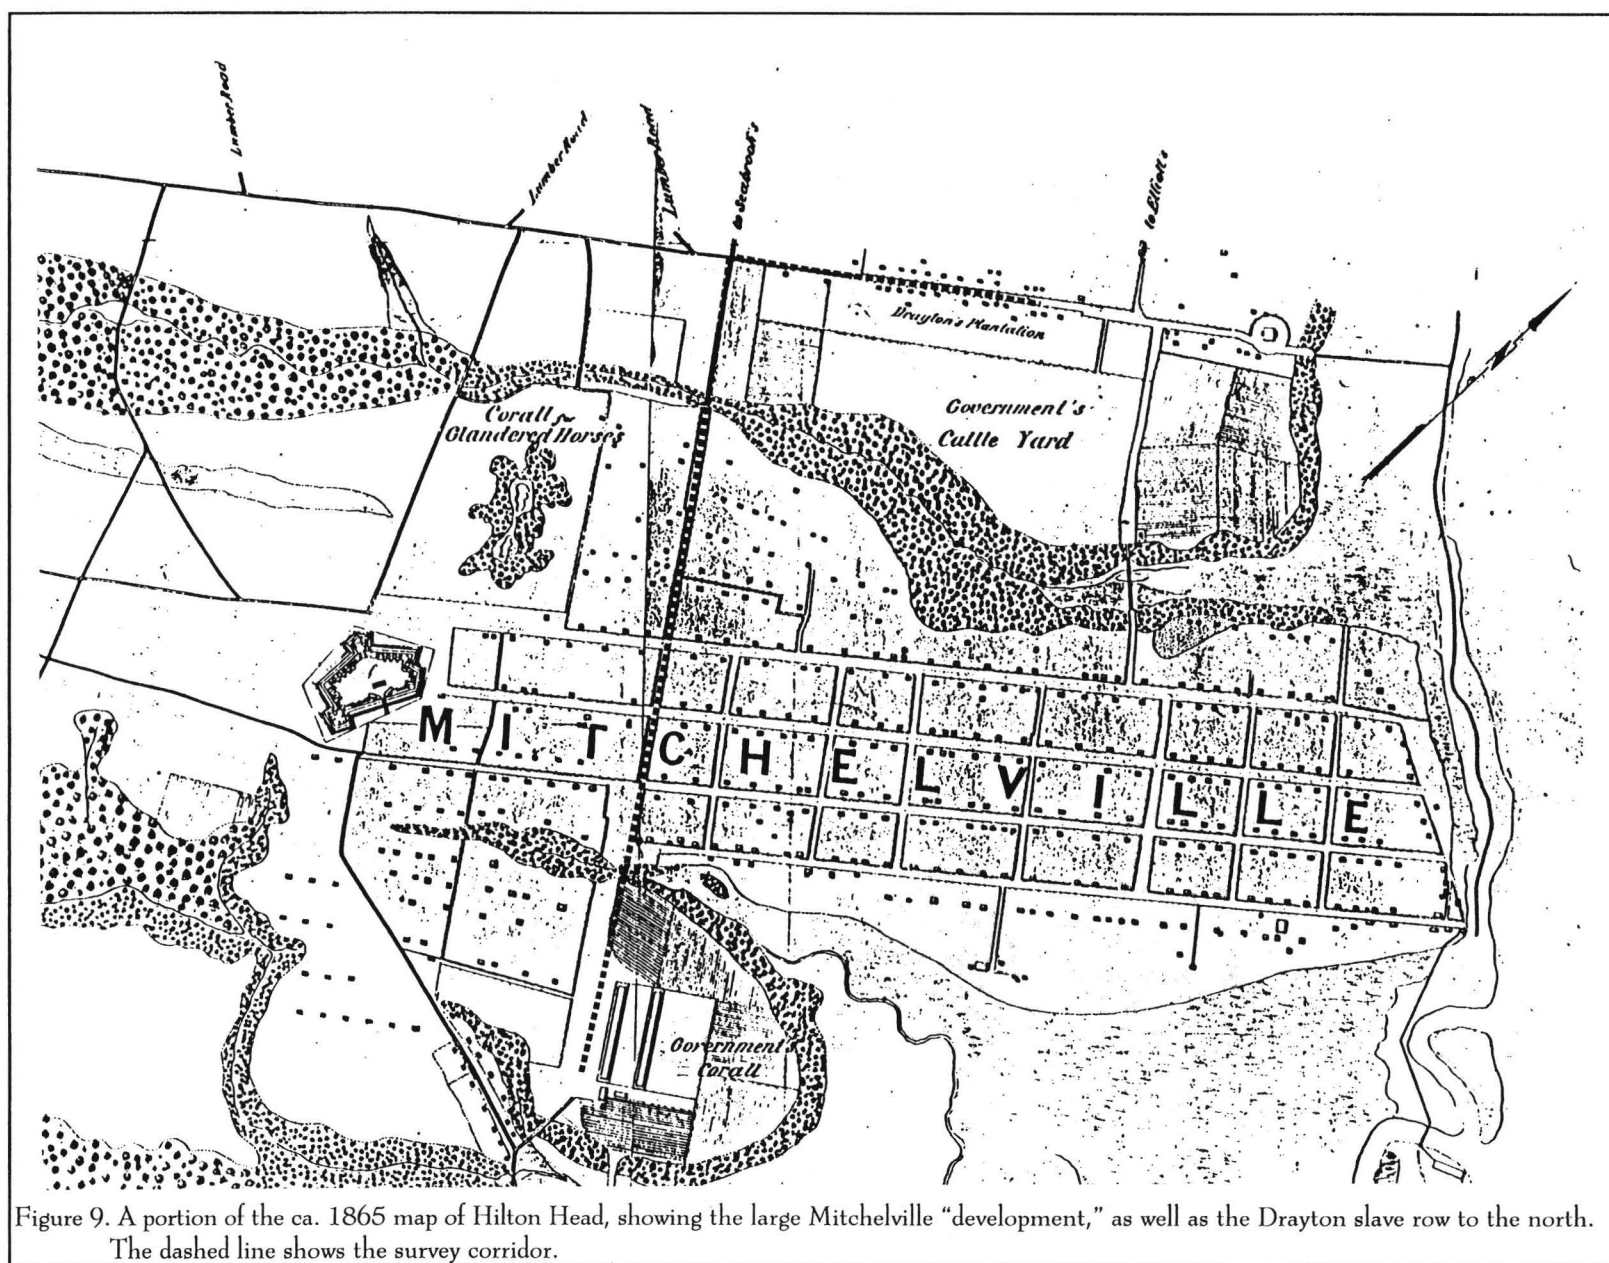 Lumber Road
Lumber Road
Lumber Road
to Seabrook's
to Elliott's
Drayton's Plantation
Government's
Cattle Yard
Corall for
Glandered Horses
MITCHELVILLE
Government's
Corall
Figure 9. A portion of the ca. 1865 map of Hilton Head, showing the large Mitchelville “development,” as well as the Drayton slave row to the north.
The dashed line shows the survey corridor.